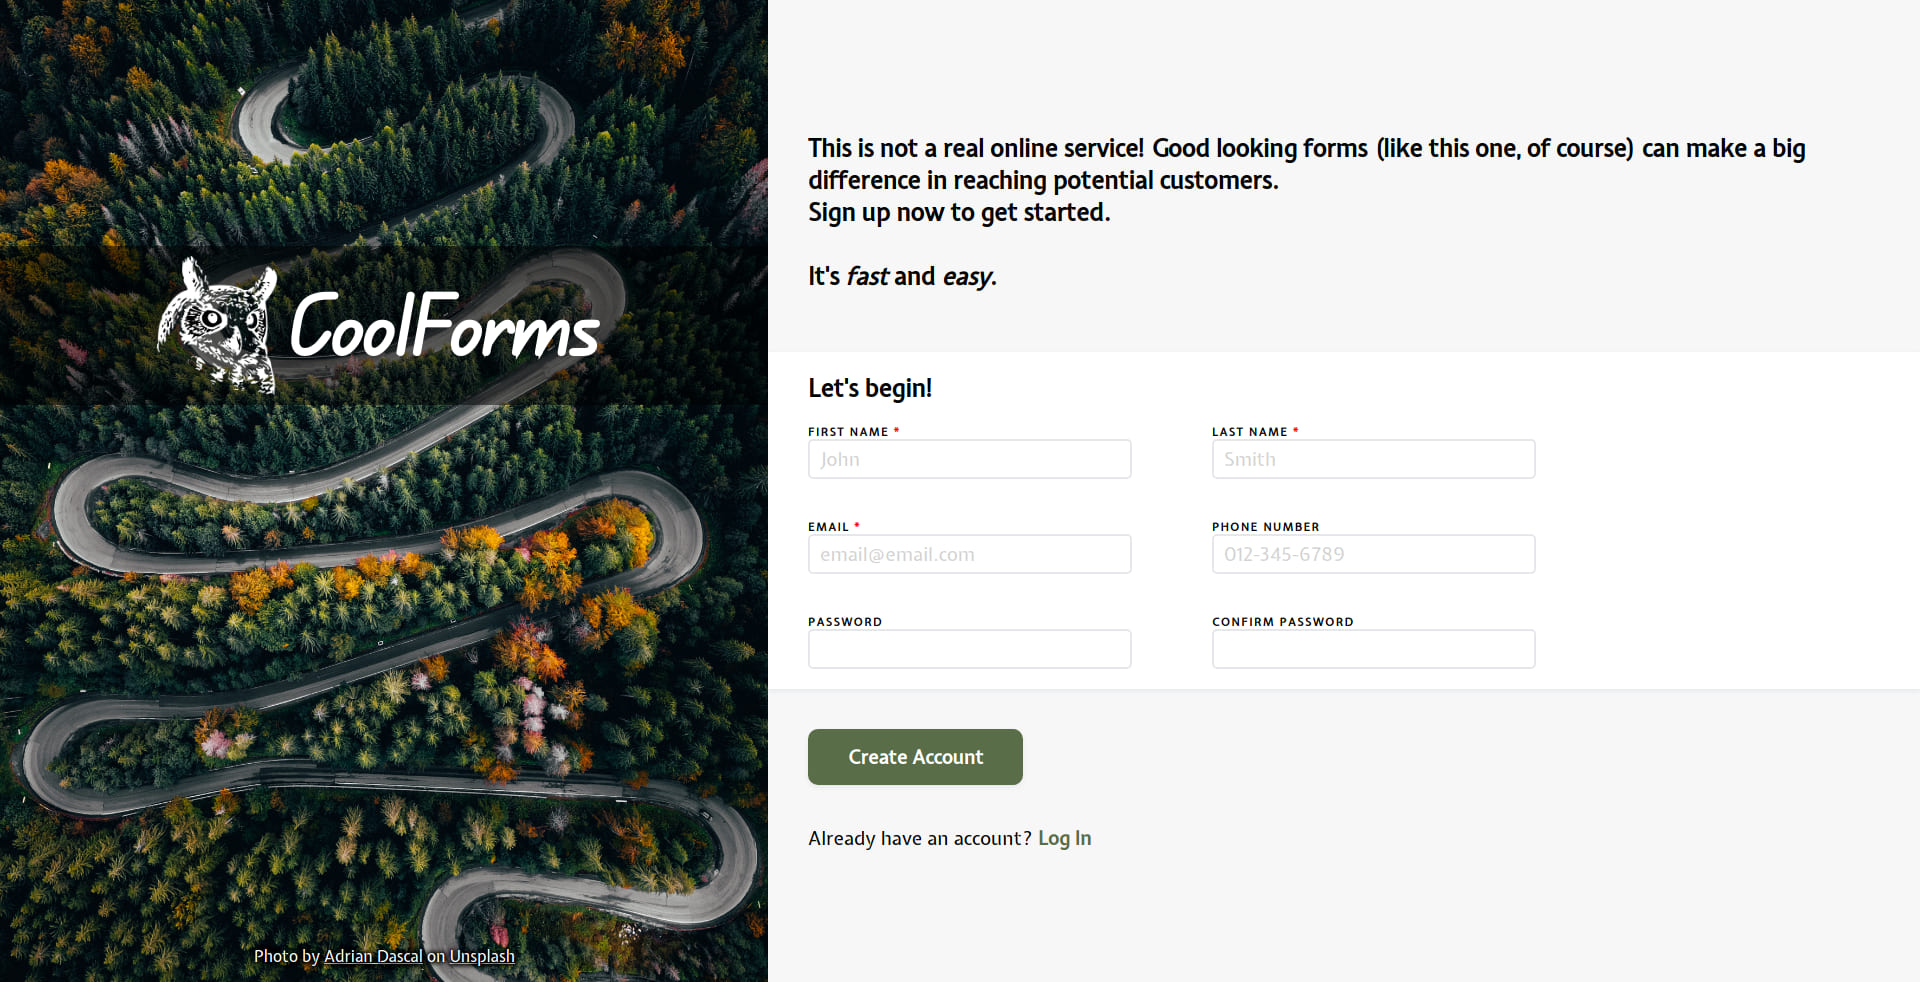 CoolForms
Photo by Adrian Dascal on Unsplash
This is not a real online service! Good looking forms (like this one, of course) can make a big
difference in reaching potential customers.
Sign up now to get started.
It's fast and easy.
Let's begin!
FIRST NAME *
John
LAST NAME *
Smith
EMAIL *
email@email.com
PHONE NUMBER
012-345-6789
PASSWORD
CONFIRM PASSWORD
Create Account
Already have an account? Log In